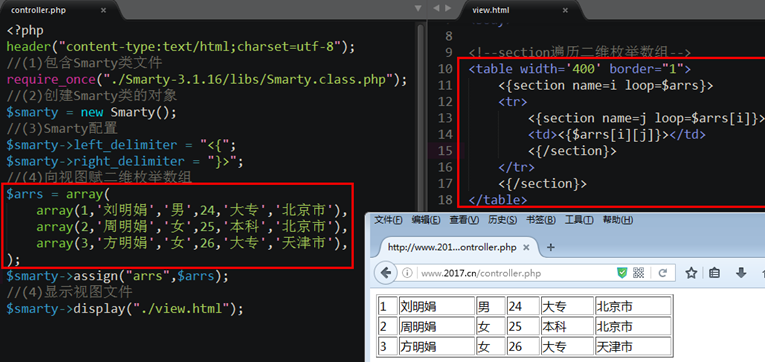 controller.php ×
<?php
header("content-type:text/html;charset=utf-8");
//(1)包含Smarty类文件
require_once("./Smarty-3.1.16/libs/Smarty.class.php");
//(2)创建Smarty类的对象
$smarty = new Smarty();
//(3)Smarty配置
$smarty->left_delimiter = "<{";
$smarty->right_delimiter = "}>";
//(4)向视图赋二维枚举数组
$arrs = array(
array(1,'刘明娟','男',24,'大专','北京市'),
array(2,'周明娟','女',25,'本科','北京市'),
array(3,'方明娟','女',26,'大专','天津市'),
);
$smarty->assign("arrs",$arrs);
//(4)显示视图文件
$smarty->display("./view.html");
view.html ×
8
9 <!--section遍历二维枚举数组-->
10 <table width='400' border="1">
11 <{section name=i loop=$arrs}>
12 <tr>
13 <{section name=j loop=$arrs[i]}>
14 <td><{$arrs[i][j]}></td>
15 <{/section}>
16 </tr>
17 <{/section}>
18 </table>
文件(F) 编辑(E) 查看(V) 历史(S) 书签(B) 工具(T) 帮助(H)
http://www.201...ontroller.php ×
www.2017.cn/controller.php
1 刘明娟 男 24 大专 北京市
2 周明娟 女 25 本科 北京市
3 方明娟 女 26 大专 天津市